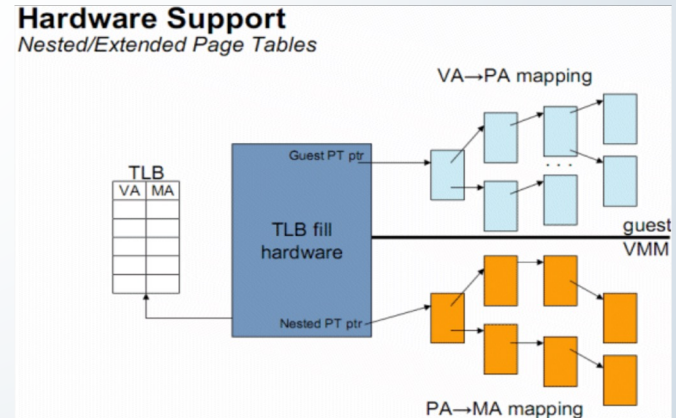 Hardware Support
Nested/Extended Page Tables
VA→PA mapping
Guest PT ptr
TLB
VA MA
TLB fill
hardware
. . .
guest
VMM
Nested PT ptr
PA→MA mapping